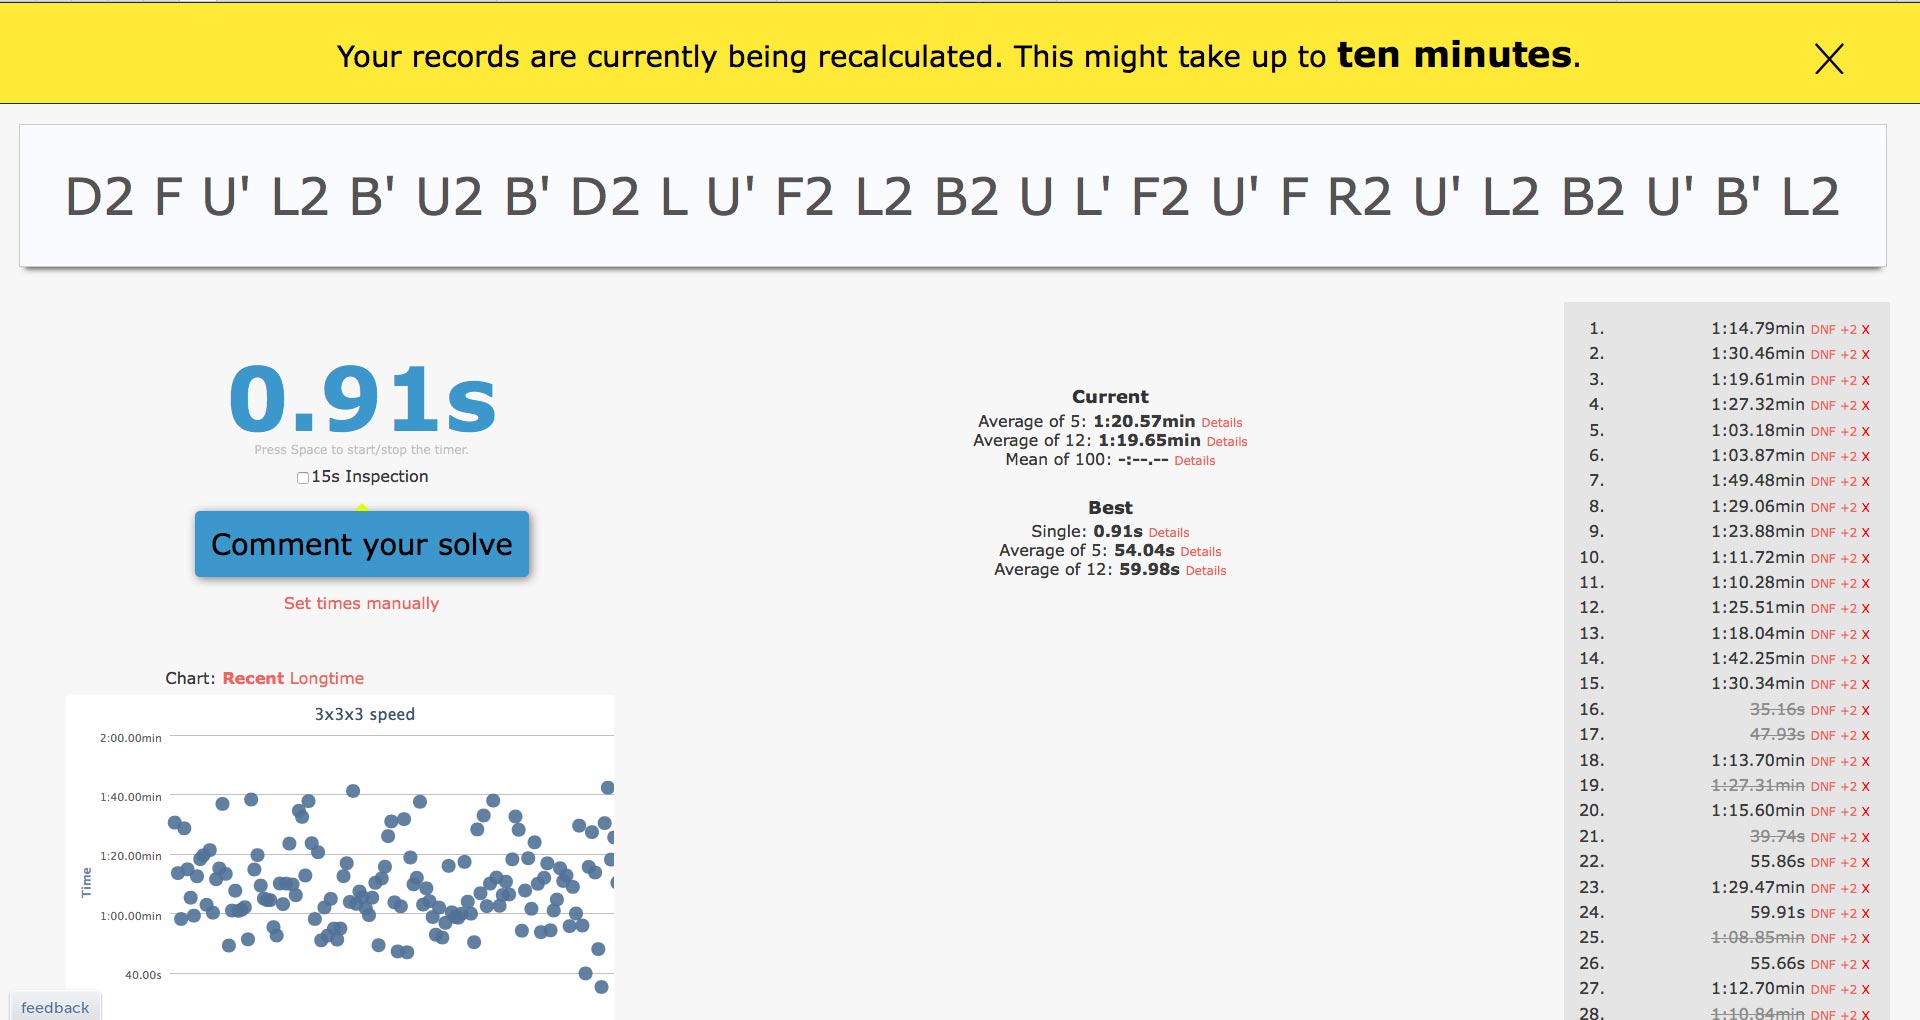 Your records are currently being recalculated. This might take up to ten minutes.
D2 F U' L2 B' U2 B' D2 L U' F2 L2 B2 U L' F2 U' F R2 U' L2 B2 U' B' L2
0.91s
Press Space to start/stop the timer.
15s Inspection
Comment your solve
Set times manually
Current
Average of 5: 1:20.57min Details
Average of 12: 1:19.65min Details
Mean of 100: -:--.-- Details
Best
Single: 0.91s Details
Average of 5: 54.04s Details
Average of 12: 59.98s Details
Chart: Recent Longtime
3x3x3 speed
2:00.00min
1:40.00min
1:20.00min
1:00.00min
40.00s
Time
feedback
1. 1:14.79min DNF +2 X
2. 1:30.46min DNF +2 X
3. 1:19.61min DNF +2 X
4. 1:27.32min DNF +2 X
5. 1:03.18min DNF +2 X
6. 1:03.87min DNF +2 X
7. 1:49.48min DNF +2 X
8. 1:29.06min DNF +2 X
9. 1:23.88min DNF +2 X
10. 1:11.72min DNF +2 X
11. 1:10.28min DNF +2 X
12. 1:25.51min DNF +2 X
13. 1:18.04min DNF +2 X
14. 1:42.25min DNF +2 X
15. 1:30.34min DNF +2 X
16. 35.16s DNF +2 X
17. 47.93s DNF +2 X
18. 1:13.70min DNF +2 X
19. 1:27.31min DNF +2 X
20. 1:15.60min DNF +2 X
21. 39.74s DNF +2 X
22. 55.86s DNF +2 X
23. 1:29.47min DNF +2 X
24. 59.91s DNF +2 X
25. 1:08.85min DNF +2 X
26. 55.66s DNF +2 X
27. 1:12.70min DNF +2 X
28. 1:10.84min DNF +2 X